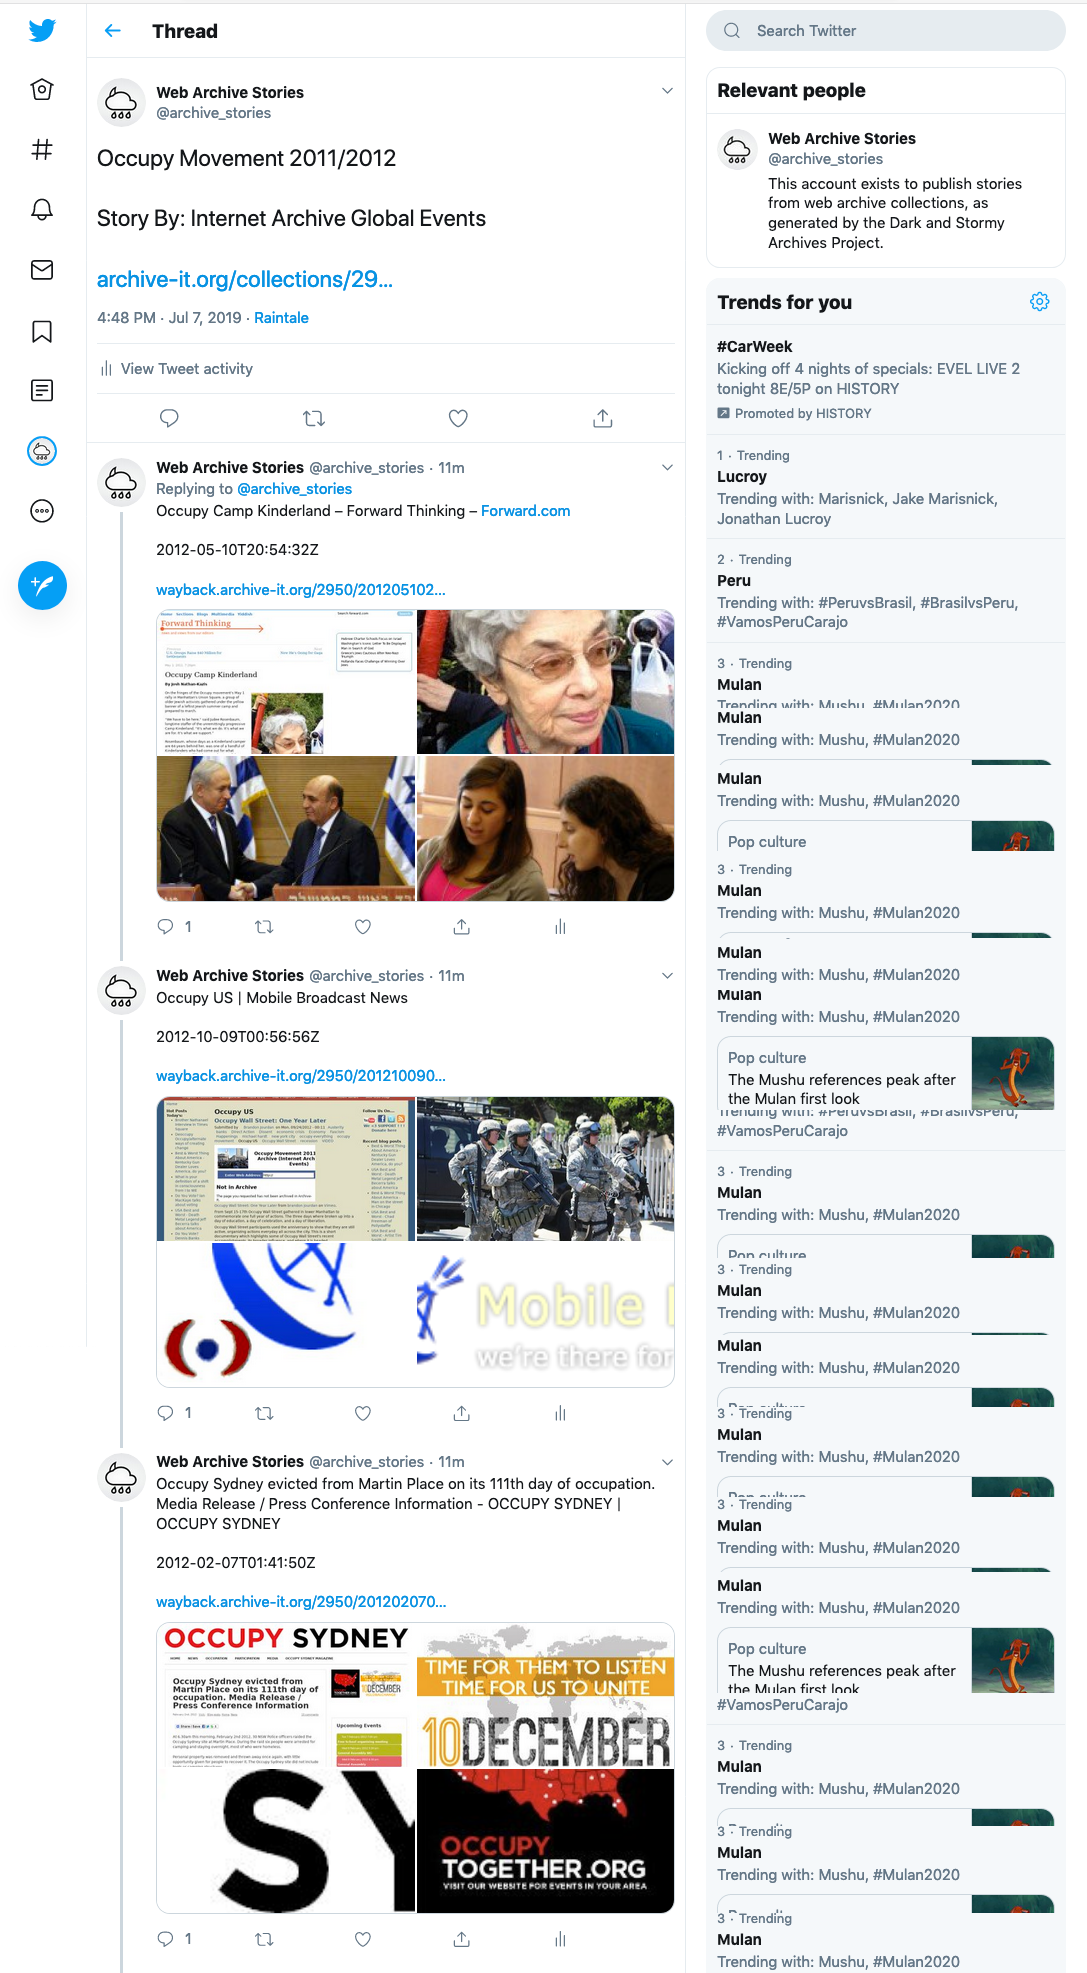 Thread
Web Archive Stories
@archive_stories
Occupy Movement 2011/2012
Story By: Internet Archive Global Events
archive-it.org/collections/29...
4:48 PM · Jul 7, 2019 · Raintale
View Tweet activity
Web Archive Stories @archive_stories · 11m
Replying to @archive_stories
Occupy Camp Kinderland – Forward Thinking – Forward.com
2012-05-10T20:54:32Z
wayback.archive-it.org/2950/201205102...
Forward Thinking
Occupy Camp Kinderland
By Josh Nathan-Kazis
1
Web Archive Stories @archive_stories · 11m
Occupy US | Mobile Broadcast News
2012-10-09T00:56:56Z
wayback.archive-it.org/2950/201210090...
Occupy US
Occupy Wall Street: One Year Later
Not in Archive
Mobile
we're there for
1
Web Archive Stories @archive_stories · 11m
Occupy Sydney evicted from Martin Place on its 111th day of occupation.
Media Release / Press Conference Information - OCCUPY SYDNEY |
OCCUPY SYDNEY
2012-02-07T01:41:50Z
wayback.archive-it.org/2950/201202070...
OCCUPY SYDNEY
Occupy Sydney evicted from
Martin Place on its 111th day of
occupation. Media Release /
Press Conference Information
Upcoming Events
TIME FOR THEM TO LISTEN
TIME FOR US TO UNITE
10DECEMBER
SY
OCCUPY
TOGETHER.ORG
VISIT OUR WEBSITE FOR EVENTS IN YOUR AREA
1
Search Twitter
Relevant people
Web Archive Stories
@archive_stories
This account exists to publish stories
from web archive collections, as
generated by the Dark and Stormy
Archives Project.
Trends for you
#CarWeek
Kicking off 4 nights of specials: EVEL LIVE 2
tonight 8E/5P on HISTORY
Promoted by HISTORY
1 · Trending
Lucroy
Trending with: Marisnick, Jake Marisnick,
Jonathan Lucroy
2 · Trending
Peru
Trending with: #PeruvsBrasil, #BrasilvsPeru,
#VamosPeruCarajo
3 · Trending
Mulan
Trending with: Mushu, #Mulan2020
Mulan
Trending with: Mushu, #Mulan2020
Mulan
Trending with: Mushu, #Mulan2020
Pop culture
3 · Trending
Mulan
Trending with: Mushu, #Mulan2020
Mulan
Trending with: Mushu, #Mulan2020
Mulan
Trending with: Mushu, #Mulan2020
Pop culture
The Mushu references peak after
the Mulan first look
Trending with: #PeruvsBrasil, #BrasilvsPeru,
#VamosPeruCarajo
3 · Trending
Mulan
Trending with: Mushu, #Mulan2020
Pop culture
3 · Trending
Mulan
Trending with: Mushu, #Mulan2020
Mulan
Trending with: Mushu, #Mulan2020
Pop culture
3 · Trending
Mulan
Trending with: Mushu, #Mulan2020
Pop culture
3 · Trending
Mulan
Trending with: Mushu, #Mulan2020
Mulan
Trending with: Mushu, #Mulan2020
Pop culture
The Mushu references peak after
the Mulan first look
#VamosPeruCarajo
3 · Trending
Mulan
Trending with: Mushu, #Mulan2020
3 · Trending
Mulan
Trending with: Mushu, #Mulan2020
3 · Trending
Mulan
Trending with: Mushu, #Mulan2020